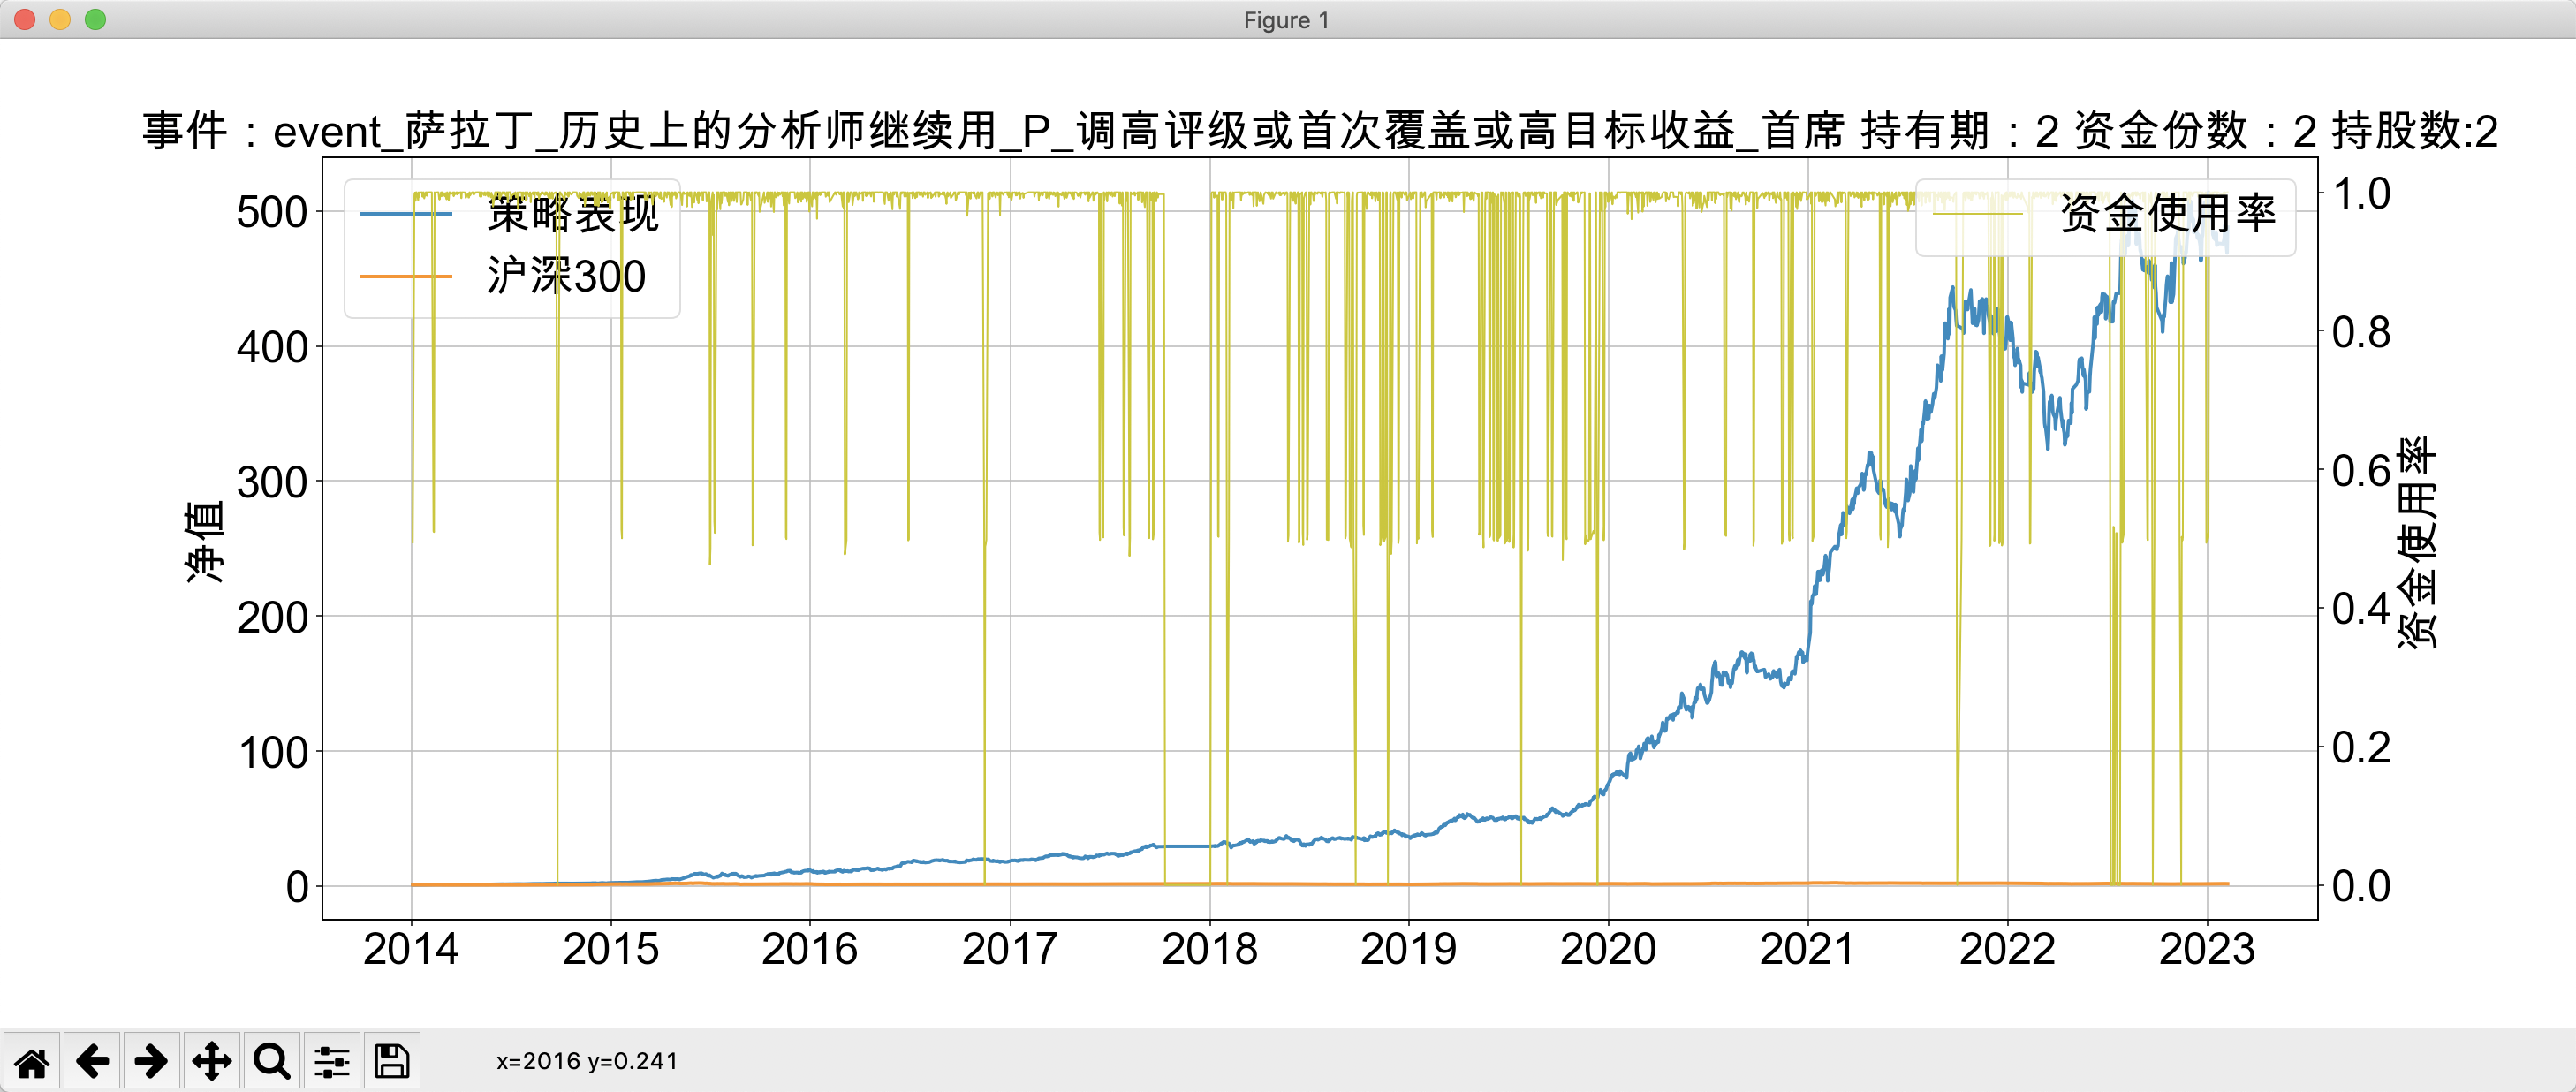 Figure 1
事件：event_萨拉丁_历史上的分析师继续用_P_调高评级或首次覆盖或高目标收益_首席 持有期：2 资金份数：2 持股数:2
策略表现
沪深300
资金使用率
净值
500
400
300
200
100
0
1.0
0.8
0.6
0.4
0.2
0.0
资金使用率
2014 2015 2016 2017 2018 2019 2020 2021 2022 2023
x=2016 y=0.241